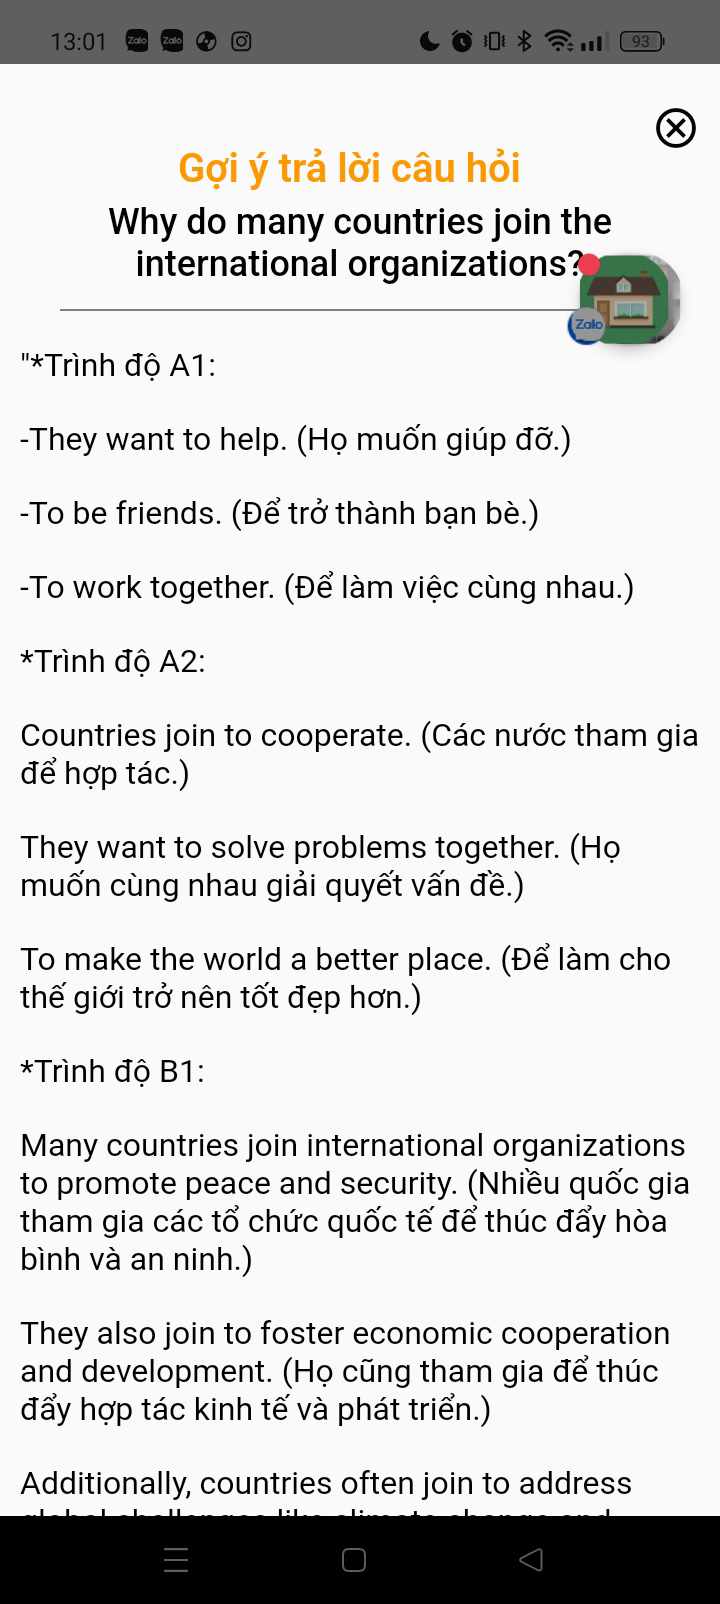 13:01
Zalo
Zalo
93
Gợi ý trả lời câu hỏi
Why do many countries join the
international organizations?
Zalo
"*Trình độ A1:
-They want to help. (Họ muốn giúp đỡ.)
-To be friends. (Để trở thành bạn bè.)
-To work together. (Để làm việc cùng nhau.)
*Trình độ A2:
Countries join to cooperate. (Các nước tham gia
để hợp tác.)
They want to solve problems together. (Họ
muốn cùng nhau giải quyết vấn đề.)
To make the world a better place. (Để làm cho
thế giới trở nên tốt đẹp hơn.)
*Trình độ B1:
Many countries join international organizations
to promote peace and security. (Nhiều quốc gia
tham gia các tổ chức quốc tế để thúc đẩy hòa
bình và an ninh.)
They also join to foster economic cooperation
and development. (Họ cũng tham gia để thúc
đẩy hợp tác kinh tế và phát triển.)
Additionally, countries often join to address
global challenges like climate change and